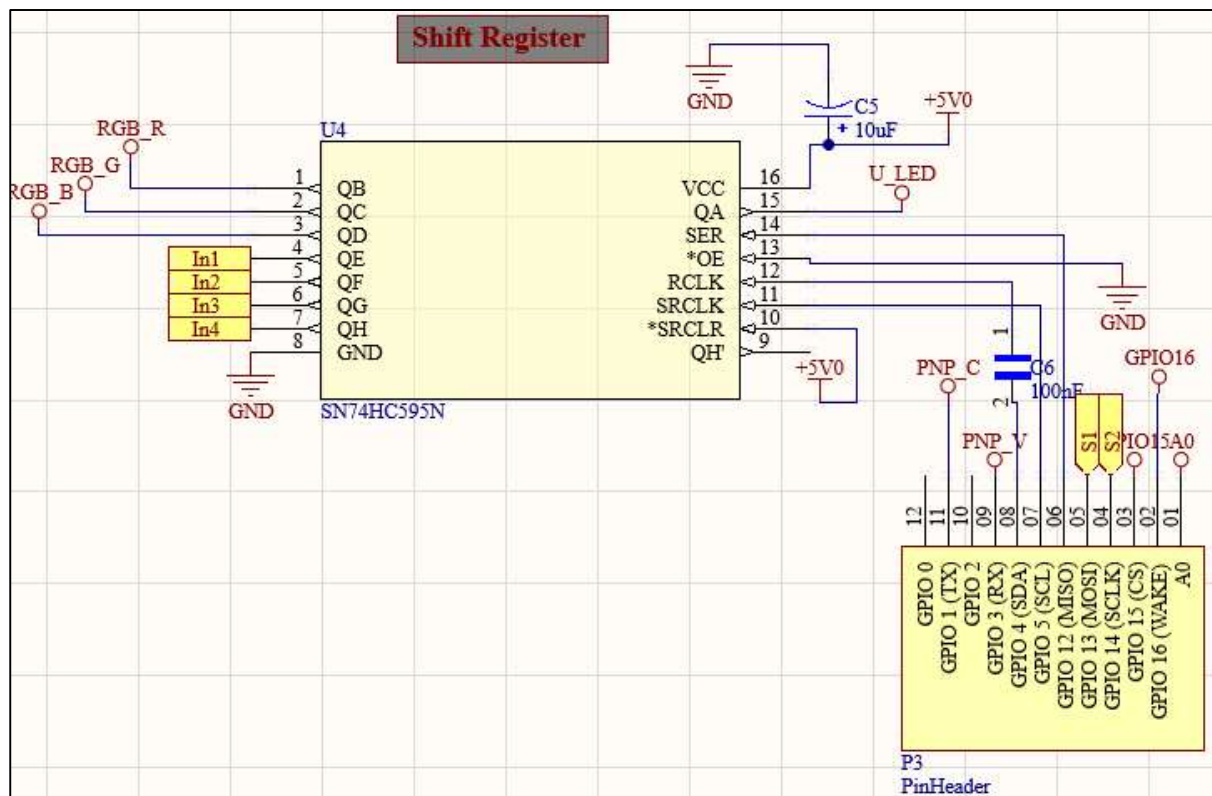 Shift Register
GND
C5
10uF
+
+5V0
RGB_R
RGB_G
RGB_B
U4
U_LED
1 QB
2 QC
3 QD
In1 4 QE
In2 5 QF
In3 6 QG
In4 7 QH
8 GND
GND
VCC 16
QA 15
SER 14
*OE 13
RCLK 12
SRCLK 11
*SRCLR 10
QH' 9
SN74HC595N
+5V0
GND
1
C6
100nF
2
PNP_C
PNP_V
GPIO16
S1
S2
PIO15
A0
12
11
10
09
08
07
06
05
04
03
02
01
GPIO 0
GPIO 1 (TX)
GPIO 2
GPIO 3 (RX)
GPIO 4 (SDA)
GPIO 5 (SCL)
GPIO 12 (MISO)
GPIO 13 (MOSI)
GPIO 14 (SCLK)
GPIO 15 (CS)
GPIO 16 (WAKE)
A0
P3
PinHeader